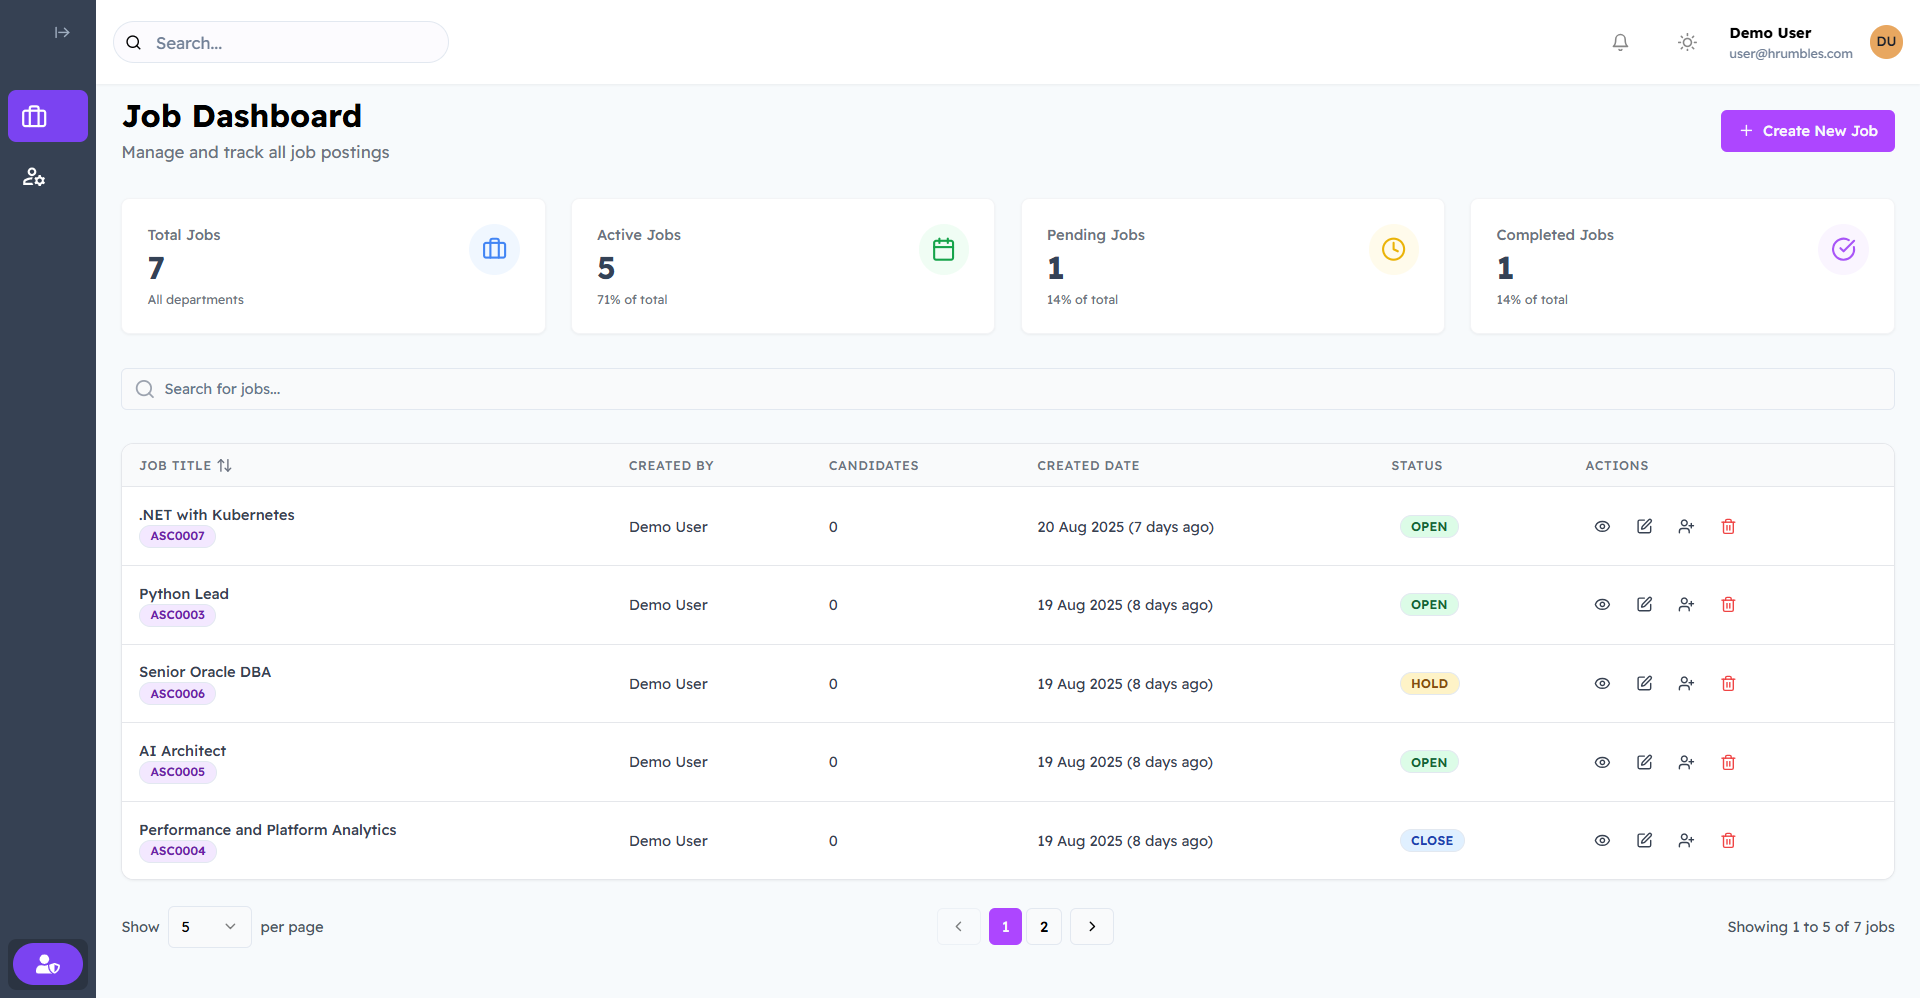 Search...
Demo User
user@hrumbles.com
DU
Job Dashboard
Manage and track all job postings
+ Create New Job
Total Jobs
7
All departments
Active Jobs
5
71% of total
Pending Jobs
1
14% of total
Completed Jobs
1
14% of total
Search for jobs...
JOB TITLE CREATED BY CANDIDATES CREATED DATE STATUS ACTIONS
.NET with Kubernetes
ASC0007
Demo User 0 20 Aug 2025 (7 days ago) OPEN
Python Lead
ASC0003
Demo User 0 19 Aug 2025 (8 days ago) OPEN
Senior Oracle DBA
ASC0006
Demo User 0 19 Aug 2025 (8 days ago) HOLD
AI Architect
ASC0005
Demo User 0 19 Aug 2025 (8 days ago) OPEN
Performance and Platform Analytics
ASC0004
Demo User 0 19 Aug 2025 (8 days ago) CLOSE
Show 5 per page
1 2
Showing 1 to 5 of 7 jobs